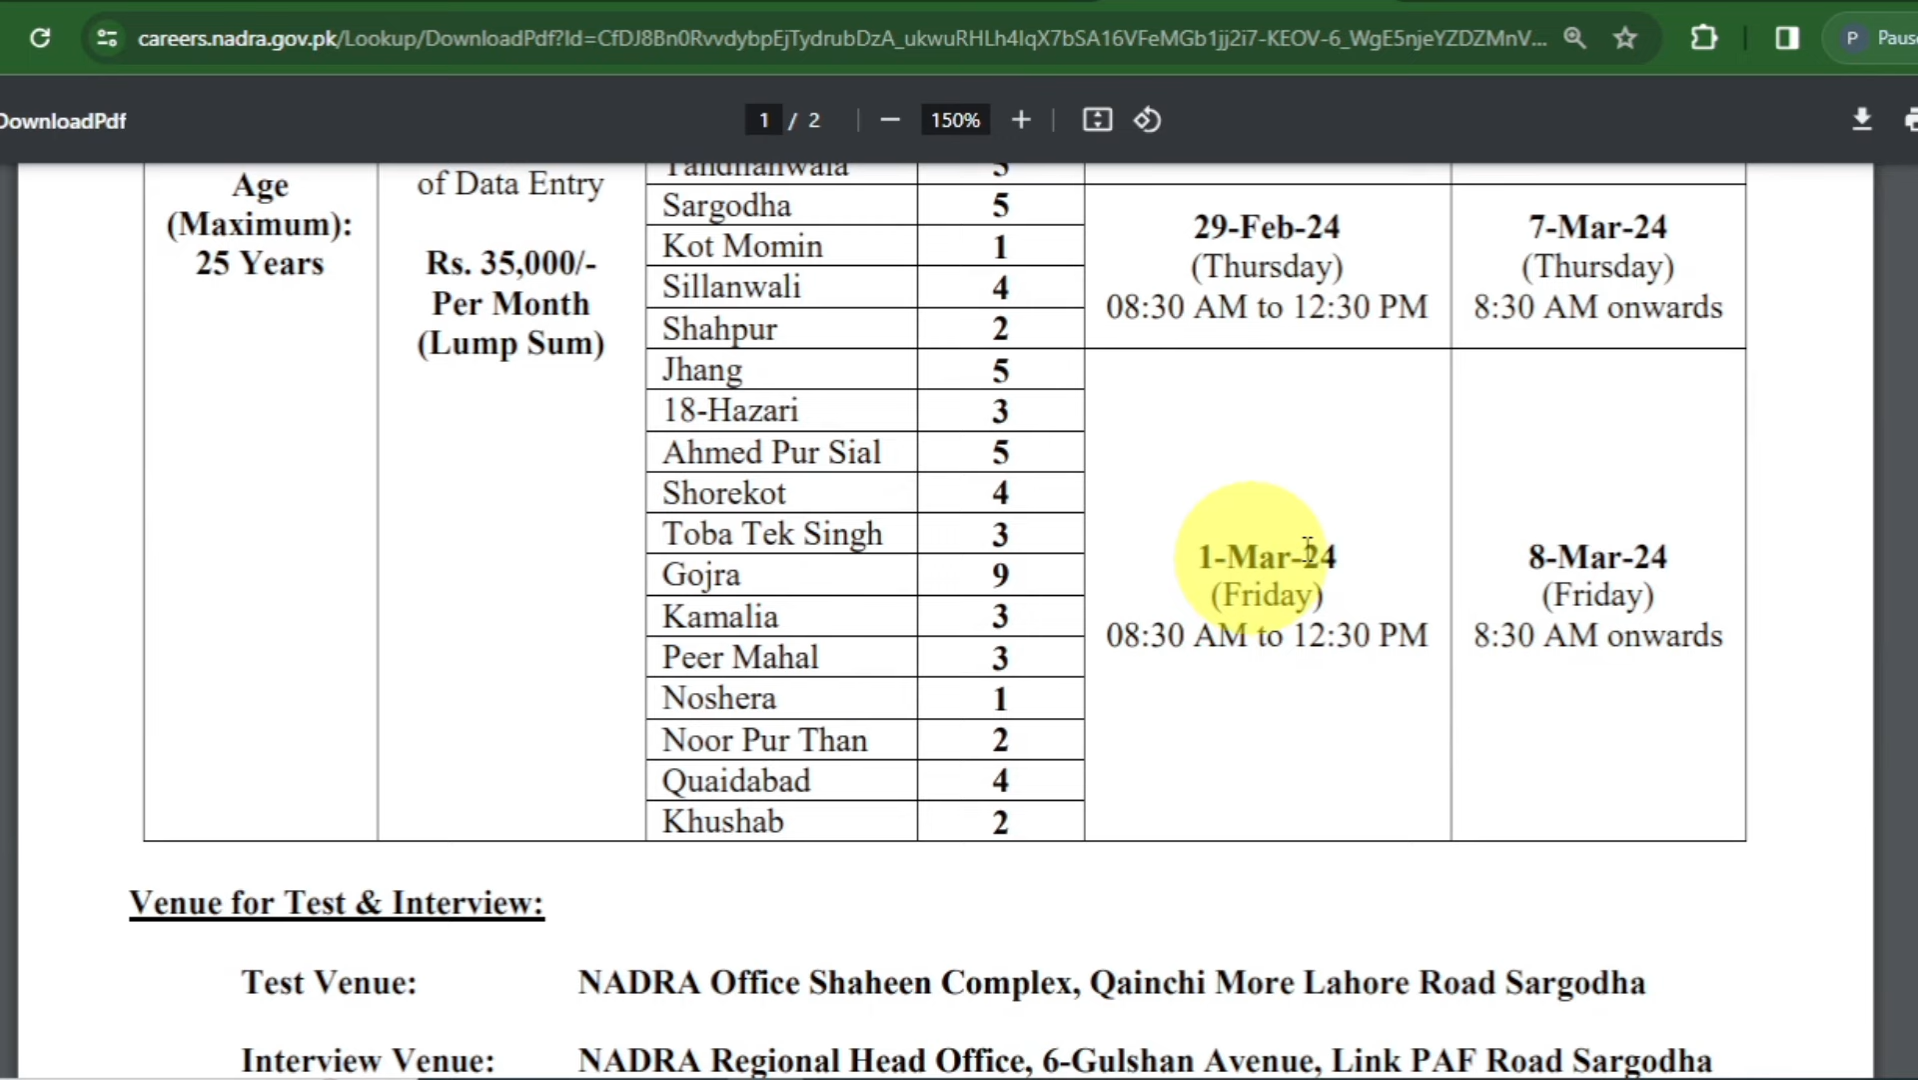 careers.nadra.gov.pk/Lookup/DownloadPdf?Id=CfDJ8Bn0RvvdybpEjTydrubDzA_ukwuRHLh4IqX7bSA16VFeMGb1jj2i7-KEOV-6_WgE5njeYZDZMnV...
P Paus
DownloadPdf
1 / 2
150%
Age
(Maximum):
25 Years
of Data Entry
Rs. 35,000/-
Per Month
(Lump Sum)
Tandlianwala
Sargodha 5
Kot Momin 1
Sillanwali 4
Shahpur 2
29-Feb-24
(Thursday)
08:30 AM to 12:30 PM
7-Mar-24
(Thursday)
8:30 AM onwards
Jhang 5
18-Hazari 3
Ahmed Pur Sial 5
Shorekot 4
Toba Tek Singh 3
Gojra 9
Kamalia 3
Peer Mahal 3
Noshera 1
Noor Pur Than 2
Quaidabad 4
Khushab 2
1-Mar-24
(Friday)
08:30 AM to 12:30 PM
8-Mar-24
(Friday)
8:30 AM onwards
Venue for Test & Interview:
Test Venue: NADRA Office Shaheen Complex, Qainchi More Lahore Road Sargodha
Interview Venue: NADRA Regional Head Office, 6-Gulshan Avenue, Link PAF Road Sargodha